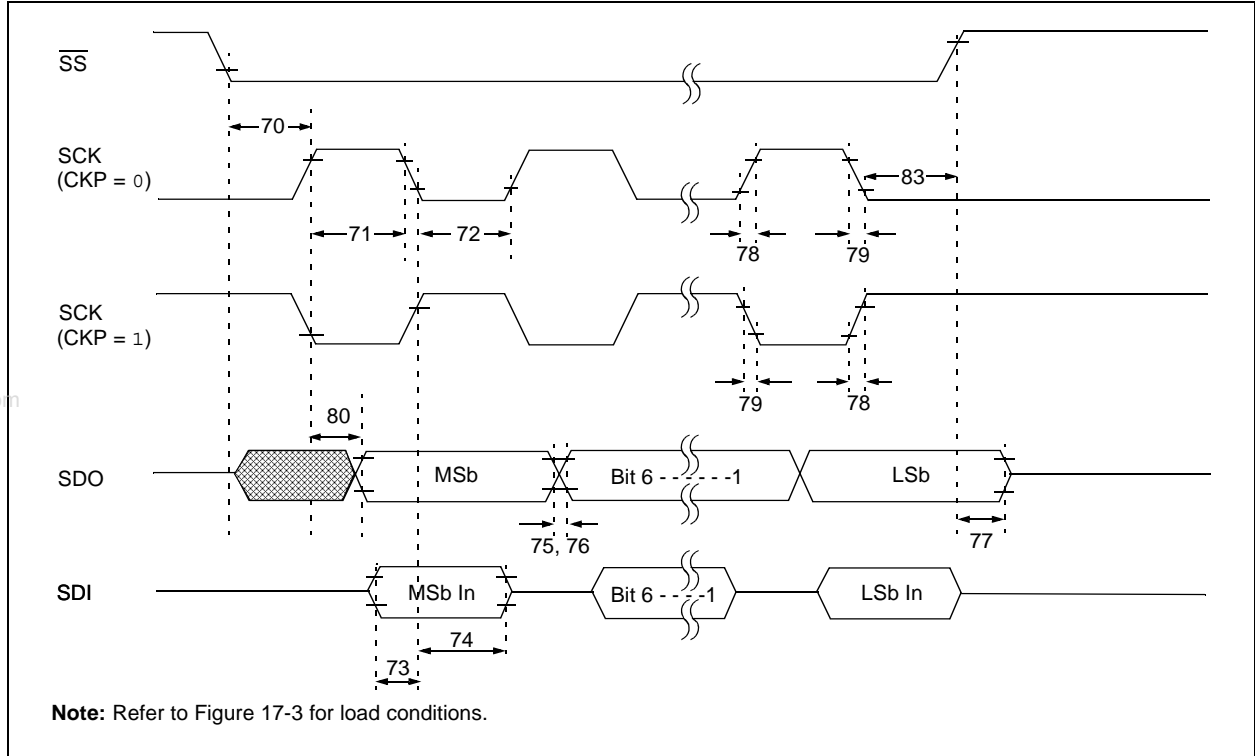 SS
70
SCK
(CKP = 0)
83
71
72
78
79
SCK
(CKP = 1)
79
78
om
80
SDO
MSb
Bit 6 - - - - - -1
LSb
75, 76
77
SDI
MSb In
Bit 6 - - - - -1
LSb In
74
73
Note: Refer to Figure 17-3 for load conditions.